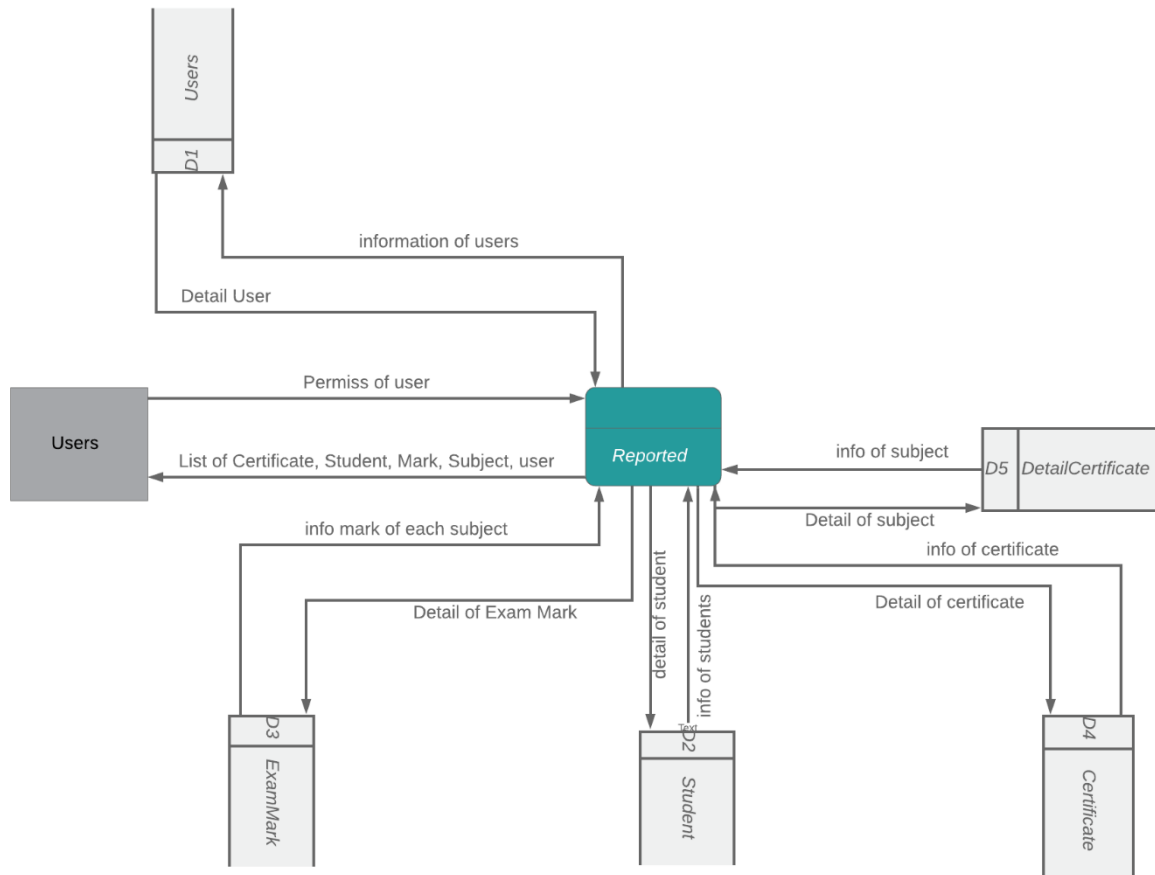 Users
D1
information of users
Detail User
Permiss of user
Users
Reported
List of Certificate, Student, Mark, Subject, user
info of subject
D5 DetailCertificate
Detail of subject
info mark of each subject
info of certificate
Detail of certificate
Detail of Exam Mark
detail of student
info of students
Text
D3
ExamMark
D2
Student
D4
Certificate